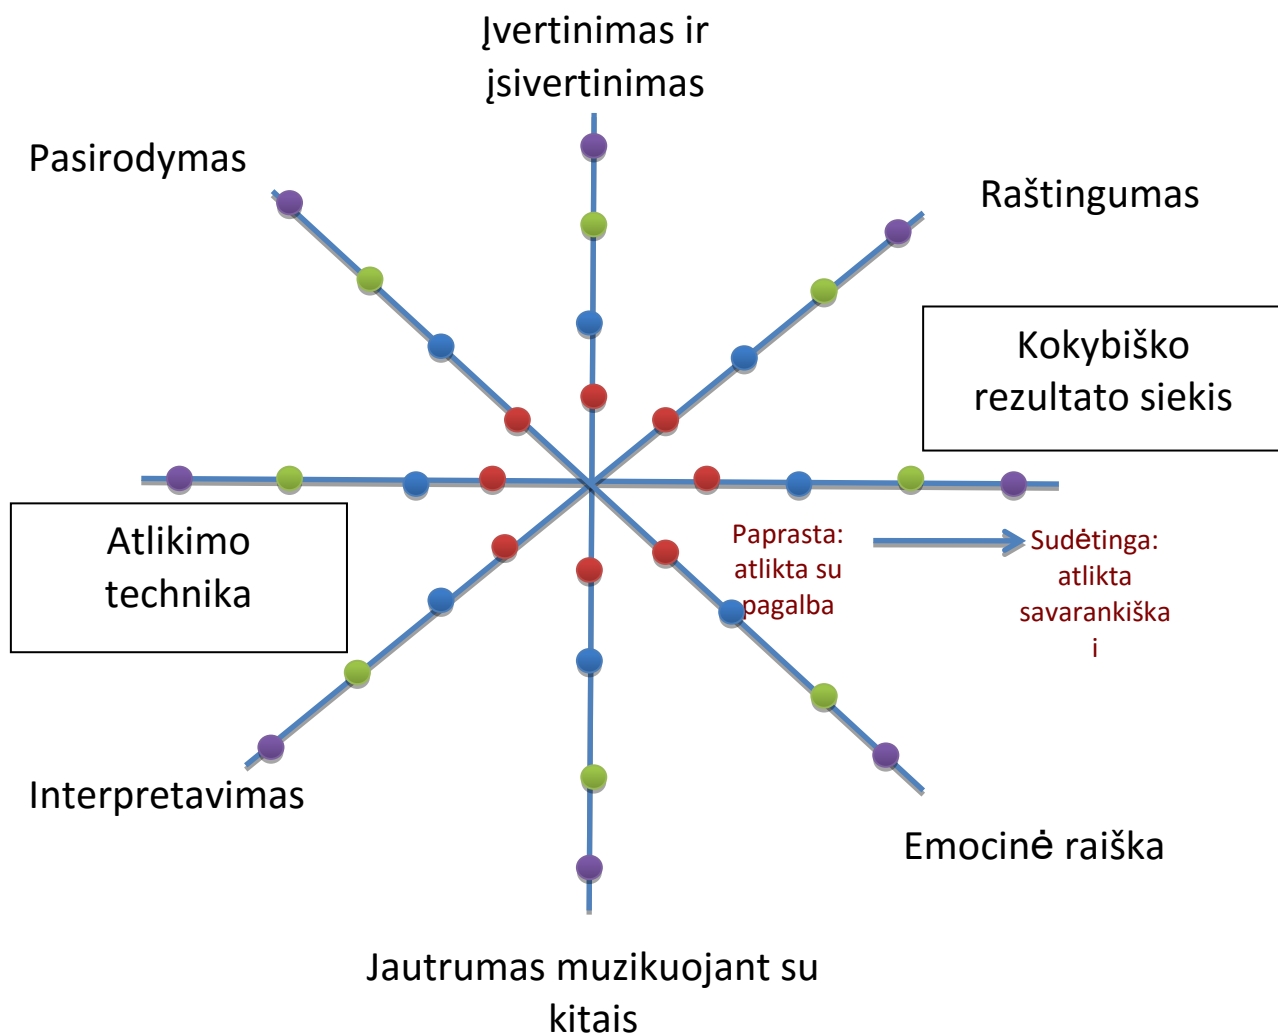 Įvertinimas ir
įsivertinimas
Pasirodymas
Raštingumas
Kokybiško
rezultato siekis
Atlikimo
technika
Paprasta:
atlikta su
pagalba
Sudėtinga:
atlikta
savarankiška
i
Interpretavimas
Emocinė raiška
Jautrumas muzikuojant su
kitais